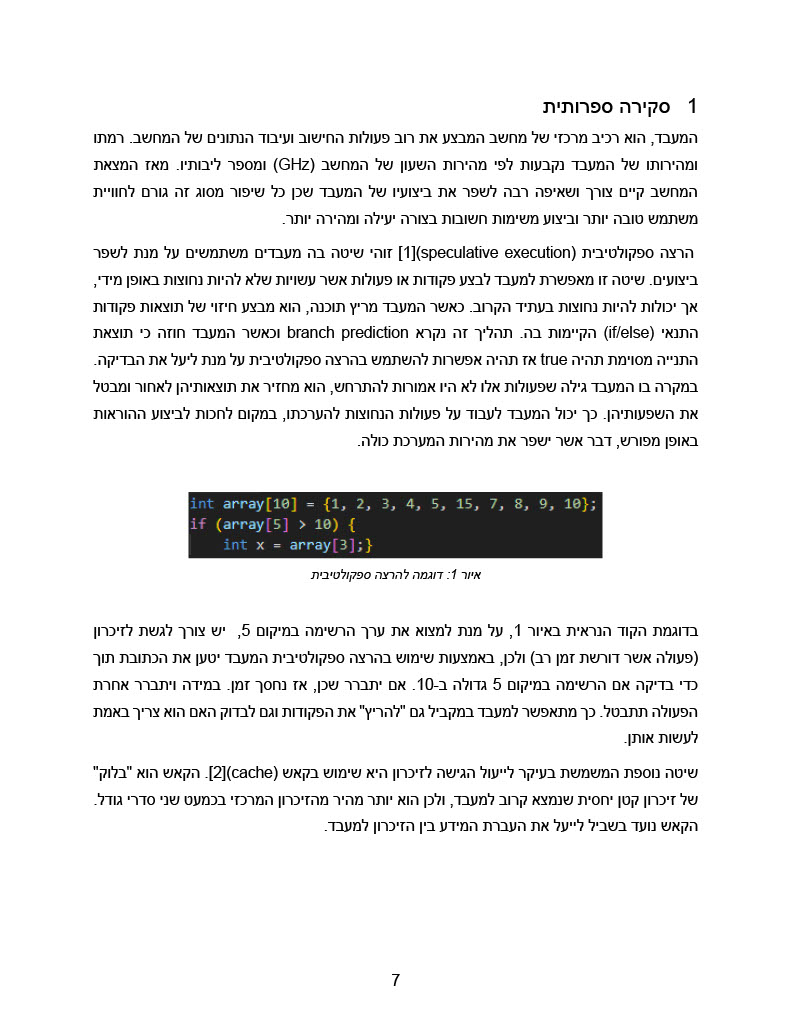 1 סקירה ספרותית
המעבד, הוא רכיב מרכזי של מחשב המבצע את רוב פעולות החישוב ועיבוד הנתונים של המחשב. רמתו
ומהירותו של המעבד נקבעות לפי מהירות השעון של המחשב (GHz) ומספר ליבותיו. מאז המצאת
המחשב קיים צורך ושאיפה רבה לשפר את ביצועיו של המעבד שכן כל שיפור מסוג זה גורם לחוויית
משתמש טובה יותר וביצוע משימות חשובות בצורה יעילה ומהירה יותר.
הרצה ספקולטיבית (speculative execution)[1] זוהי שיטה בה מעבדים משתמשים על מנת לשפר
ביצועים. שיטה זו מאפשרת למעבד לבצע פקודות או פעולות אשר עשויות שלא להיות נחוצות באופן מידי,
אך יכולות להיות נחוצות בעתיד הקרוב. כאשר המעבד מריץ תוכנה, הוא מבצע חיזוי של תוצאות פקודות
התנאי (if/else) הקיימות בה. תהליך זה נקרא branch prediction וכאשר המעבד חוזה כי תוצאת
התנייה מסוימת תהיה true אז תהיה אפשרות להשתמש בהרצה ספקולטיבית על מנת ליעל את הבדיקה.
במקרה בו המעבד גילה שפעולות אלו לא היו אמורות להתרחש, הוא מחזיר את תוצאותיהן לאחור ומבטל
את השפעותיהן. כך יכול המעבד לעבוד על פעולות הנחוצות להערכתו, במקום לחכות לביצוע ההוראות
באופן מפורש, דבר אשר ישפר את מהירות המערכת כולה.
int array[10] = {1, 2, 3, 4, 5, 15, 7, 8, 9, 10};
if (array[5] > 10) {
int x = array[3];}
איור 1: דוגמה להרצה ספקולטיבית
בדוגמת הקוד הנראית באיור 1, על מנת למצוא את ערך הרשימה במיקום 5, יש צורך לגשת לזיכרון
(פעולה אשר דורשת זמן רב) ולכן, באמצעות שימוש בהרצה ספקולטיבית המעבד יטען את הכתובת תוך
כדי בדיקה אם הרשימה במיקום 5 גדולה ב-10. אם יתברר שכן, אז נחסך זמן. במידה ויתברר אחרת
הפעולה תתבטל. כך מתאפשר למעבד במקביל גם "להריץ" את הפקודות וגם לבדוק האם הוא צריך באמת
לעשות אותן.
שיטה נוספת המשמשת בעיקר לייעול הגישה לזיכרון היא שימוש בקאש (cache)[2]. הקאש הוא "בלוק"
של זיכרון קטן יחסית שנמצא קרוב למעבד, ולכן הוא יותר מהיר מהזיכרון המרכזי בכמעט שני סדרי גודל.
הקאש נועד בשביל לייעל את העברת המידע בין הזיכרון למעבד.
7